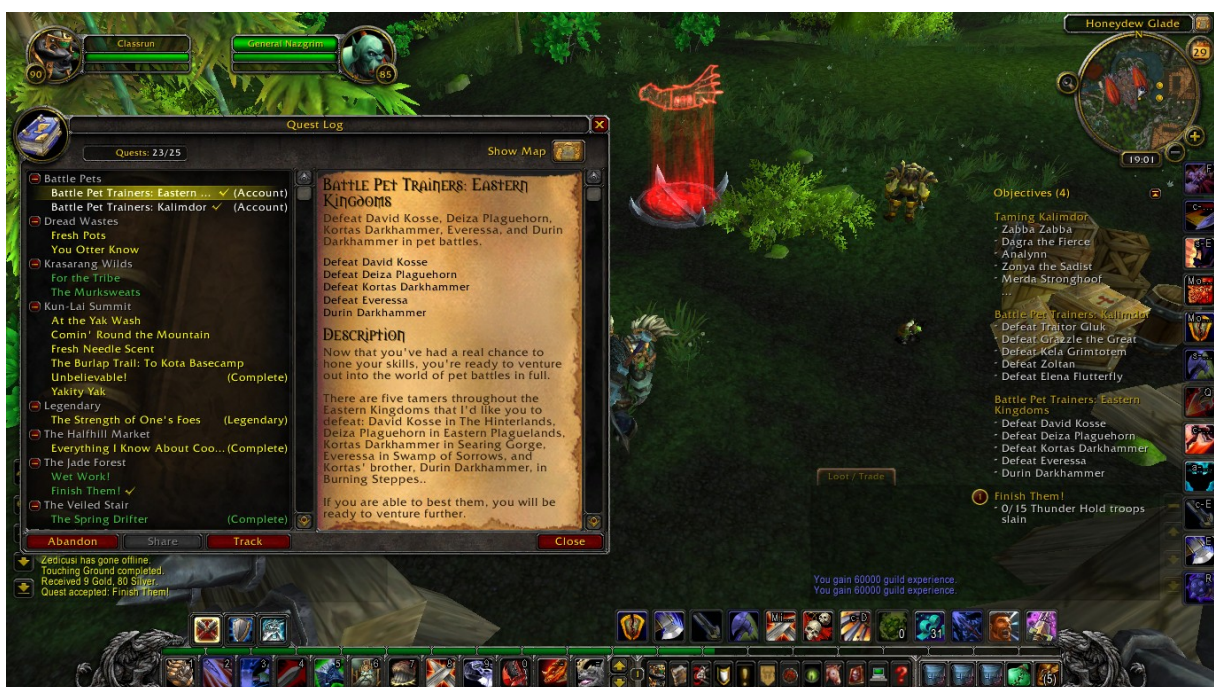 Classrun
General Nazgrim
90
85
Honeydew Glade
N
29
19:01
Quest Log
Quests: 23/25
Show Map
Battle Pets
Battle Pet Trainers: Eastern ... (Account)
Battle Pet Trainers: Kalimdor (Account)
Dread Wastes
Fresh Pots
You Otter Know
Krasarang Wilds
For the Tribe
The Murksweats
Kun-Lai Summit
At the Yak Wash
Comin' Round the Mountain
Fresh Needle Scent
The Burlap Trail: To Kota Basecamp
Unbelievable! (Complete)
Yakity Yak
Legendary
The Strength of One's Foes (Legendary)
The Halfhill Market
Everything I Know About Coo... (Complete)
The Jade Forest
Wet Work!
Finish Them!
The Veiled Stair
The Spring Drifter (Complete)
Abandon
Share
Track
Battle Pet Trainers: Eastern
Kingdoms
Defeat David Kosse, Deiza Plaguehorn,
Kortas Darkhammer, Everessa, and Durin
Darkhammer in pet battles.
Defeat David Kosse
Defeat Deiza Plaguehorn
Defeat Kortas Darkhammer
Defeat Everessa
Durin Darkhammer
Description
Now that you've had a real chance to
hone your skills, you're ready to venture
out into the world of pet battles in full.
There are five tamers throughout the
Eastern Kingdoms that I'd like you to
defeat: David Kosse in The Hinterlands,
Deiza Plaguehorn in Eastern Plaguelands,
Kortas Darkhammer in Searing Gorge,
Everessa in Swamp of Sorrows, and
Kortas' brother, Durin Darkhammer, in
Burning Steppes..
If you are able to best them, you will be
ready to venture further.
Close
Objectives (4)
Taming Kalimdor
- Zabba Zabba
- Dagra the Fierce
- Analynn
- Zonya the Sadist
- Merda Stronghoof
...
Battle Pet Trainers: Kalimdor
- Defeat Traitor Gluk
- Defeat Grazzle the Great
- Defeat Kela Grimtotem
- Defeat Zoltan
- Defeat Elena Flutterfly
Battle Pet Trainers: Eastern
Kingdoms
- Defeat David Kosse
- Defeat Deiza Plaguehorn
- Defeat Kortas Darkhammer
- Defeat Everessa
- Durin Darkhammer
Finish Them!
- 0/15 Thunder Hold troops
slain
Loot / Trade
Zedicusi has gone offline.
Touching Ground completed.
Received 9 Gold, 80 Silver.
Quest accepted: Finish Them!
You gain 60000 guild experience.
You gain 60000 guild experience.